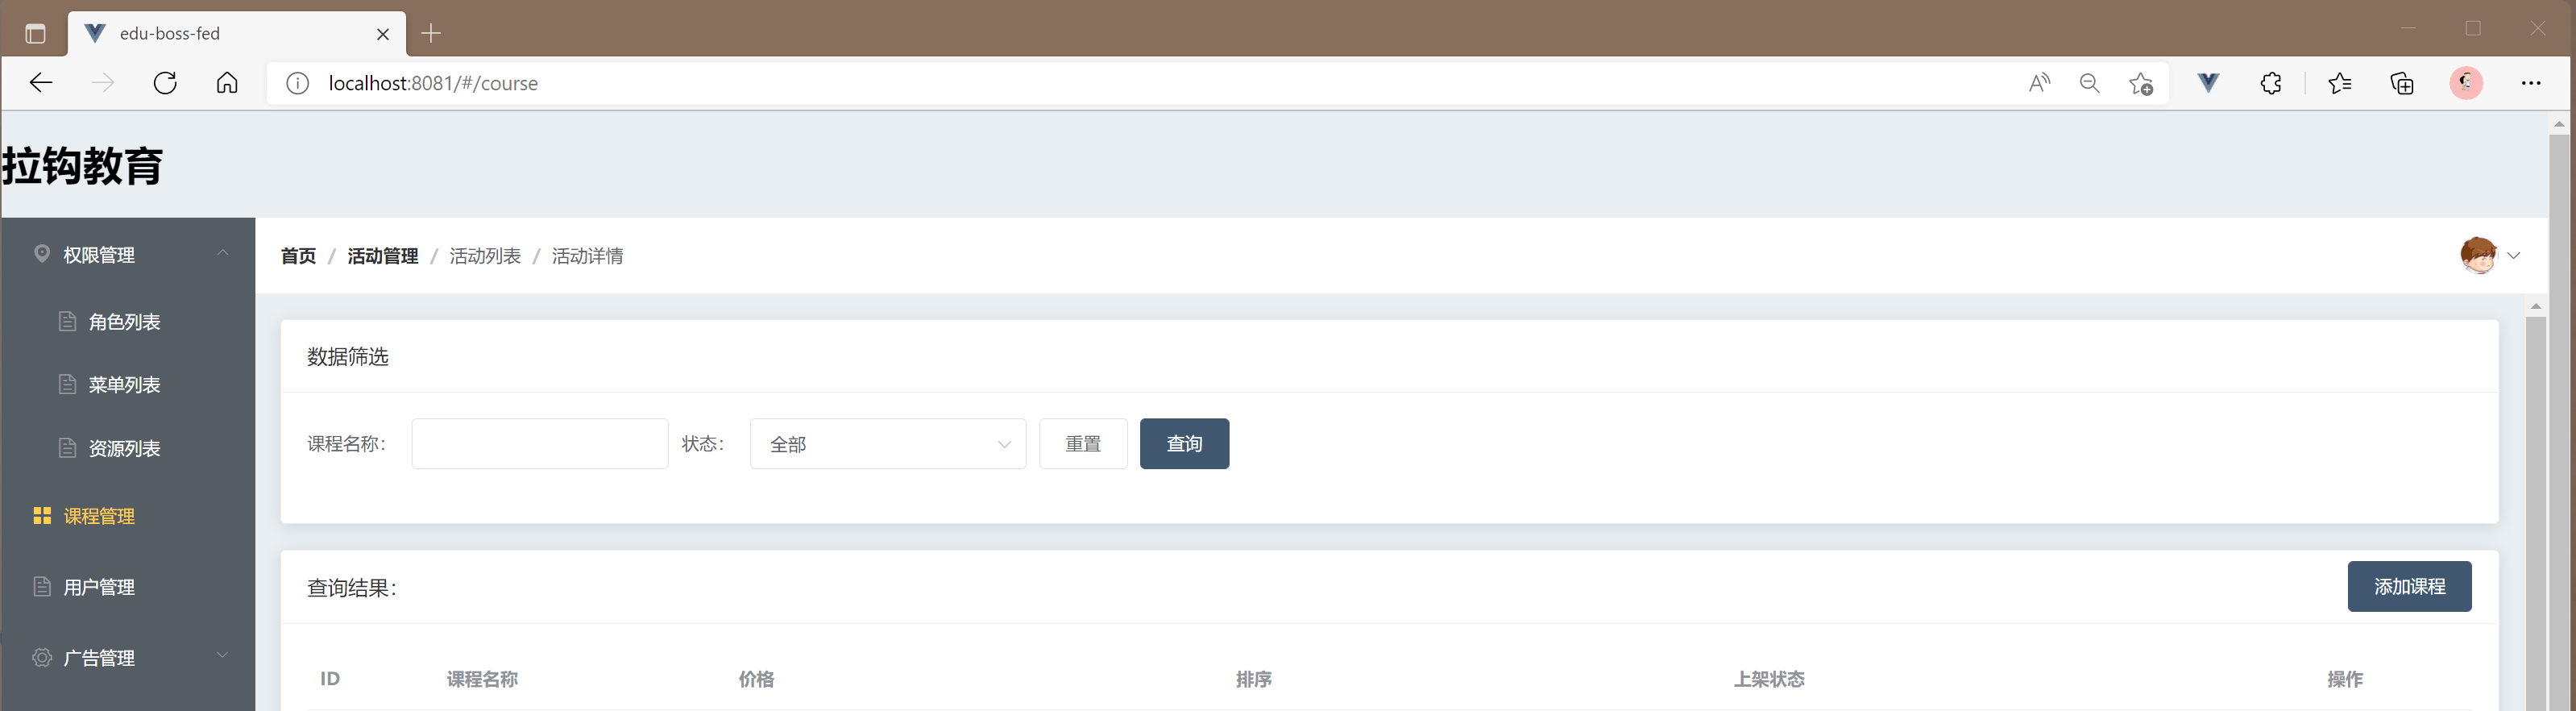 edu-boss-fed
localhost:8081/#/course
拉钩教育
权限管理
首页 / 活动管理 / 活动列表 / 活动详情
角色列表
菜单列表
资源列表
课程管理
用户管理
广告管理
数据筛选
课程名称： 状态： 全部 重置 查询
查询结果： 添加课程
ID 课程名称 价格 排序 上架状态 操作